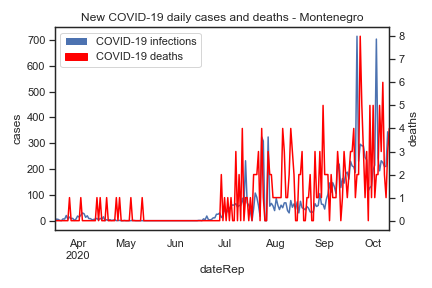 New COVID-19 daily cases and deaths - Montenegro
COVID-19 infections
COVID-19 deaths
700
600
500
400
300
200
100
0
cases
8
7
6
5
4
3
2
1
0
deaths
Apr May Jun Jul Aug Sep Oct
2020
dateRep